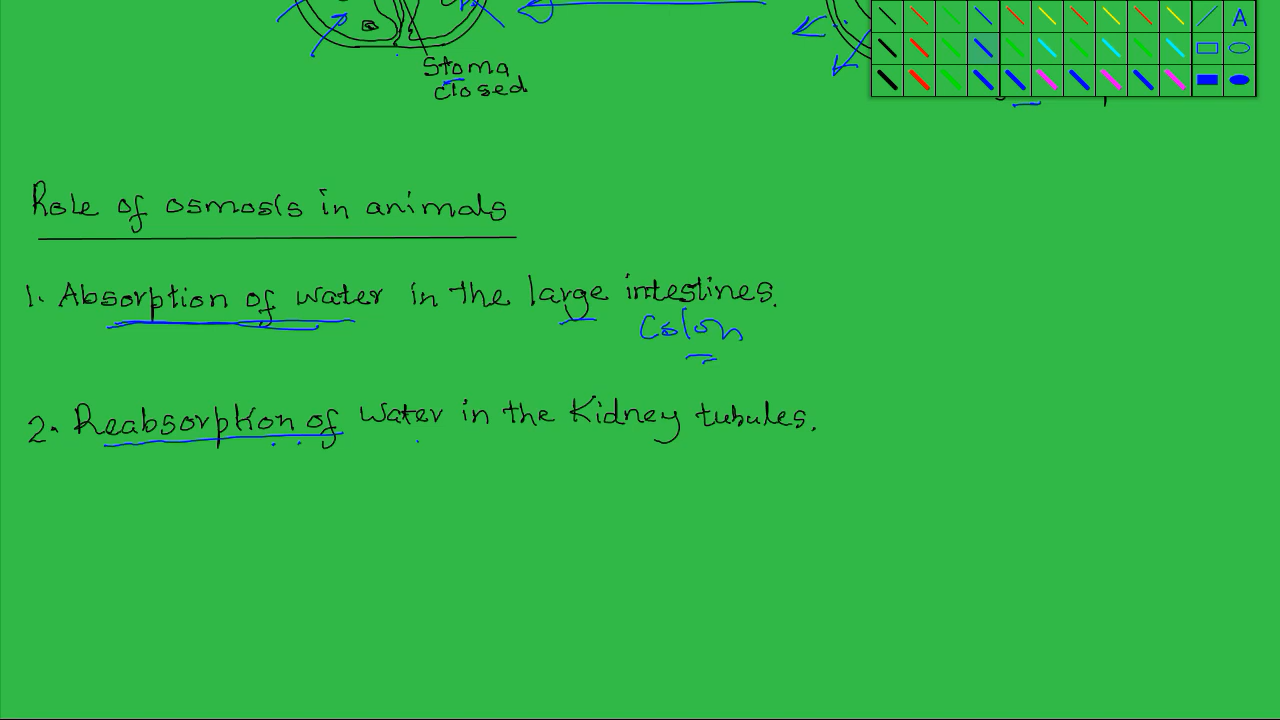 Stoma
closed
A
Role of osmosis in animals
1. Absorption of water in the large intestines.
Colon
2. Reabsorption of water in the Kidney tubules.